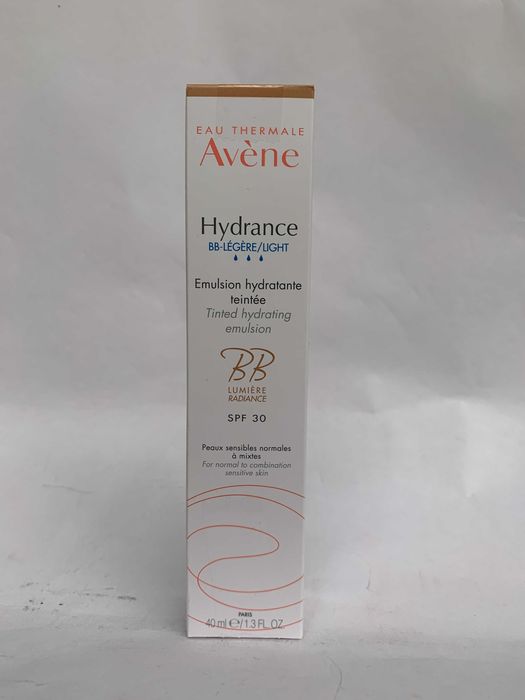 EAU THERMALE
Avène
Hydrance
BB-LÉGÈRE/LIGHT
Emulsion hydratante
teintée
Tinted hydrating
emulsion
BB
LUMIÈRE
RADIANCE
SPF 30
Peaux sensibles normales
à mixtes
For normal to combination
sensitive skin
PARIS
40 ml e/1.3 FL.OZ.